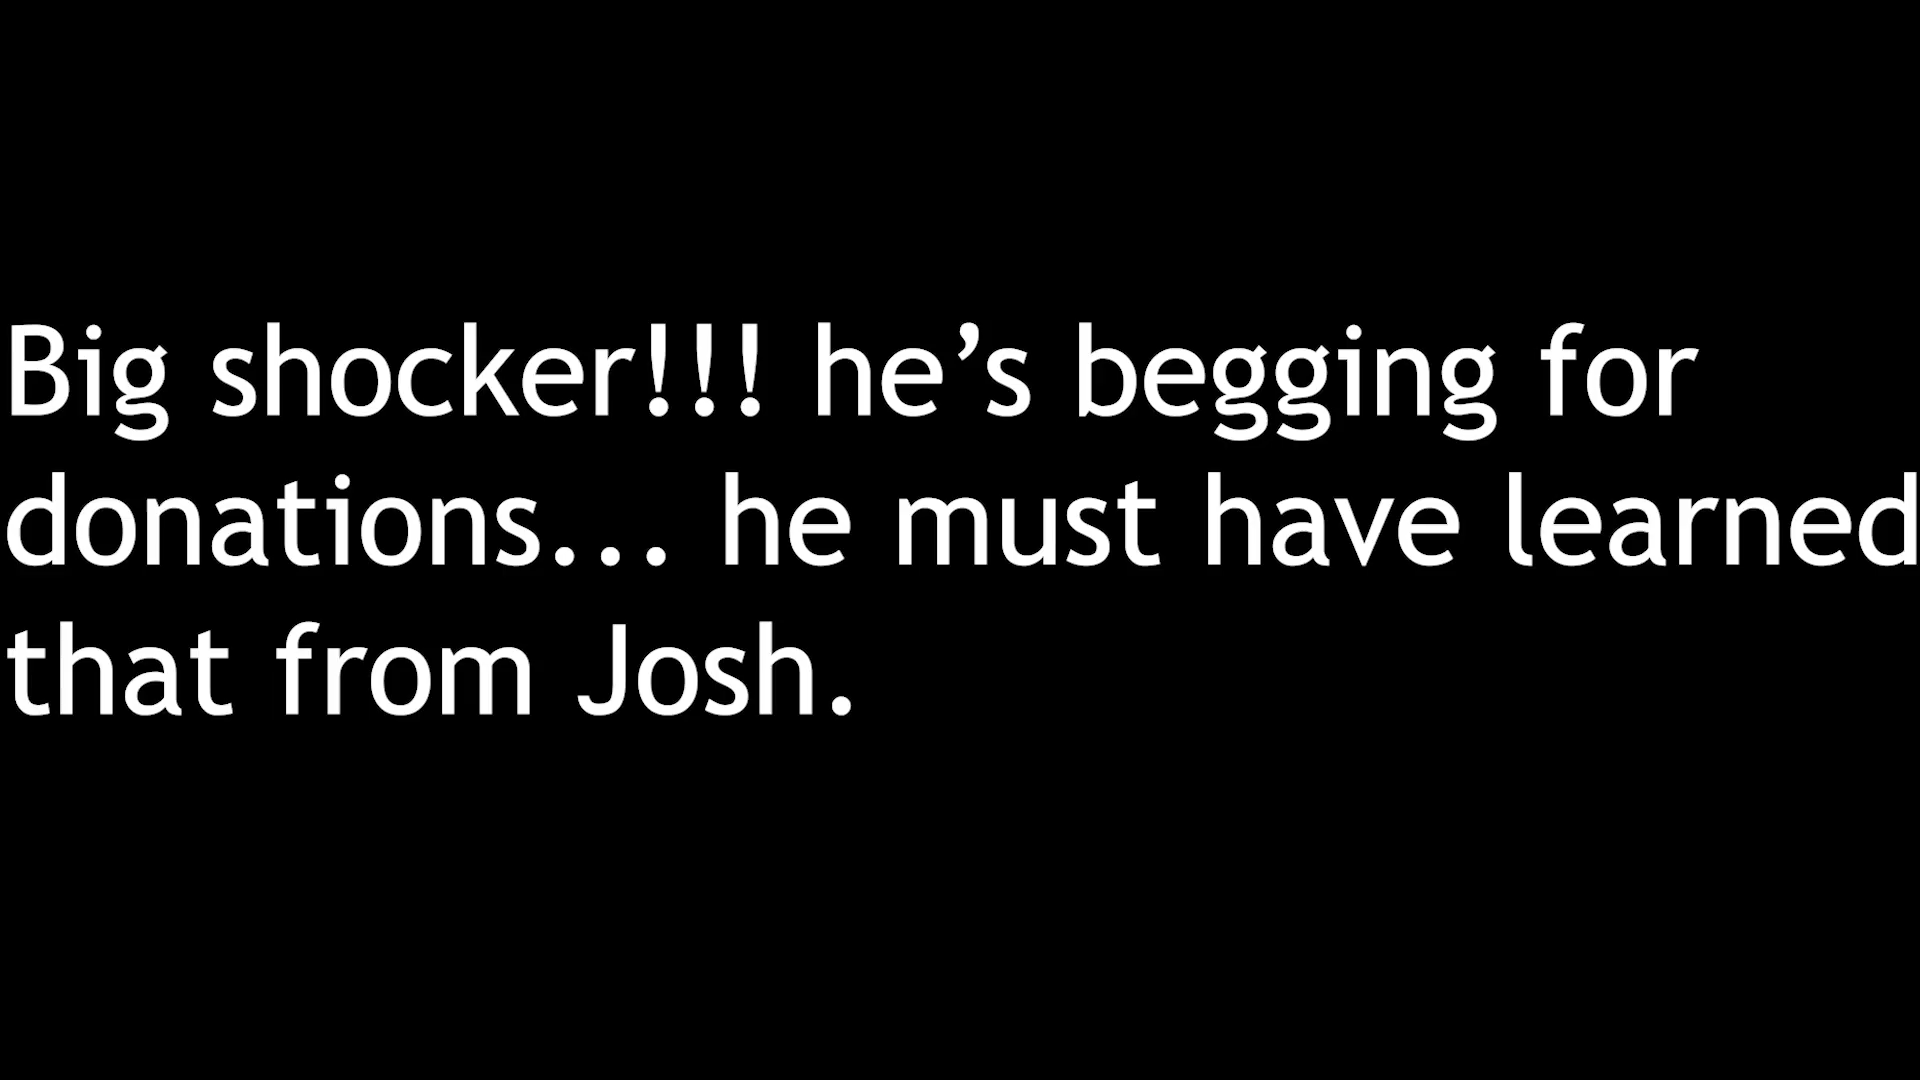 Big shocker!!! he’s begging for
donations... he must have learned
that from Josh.